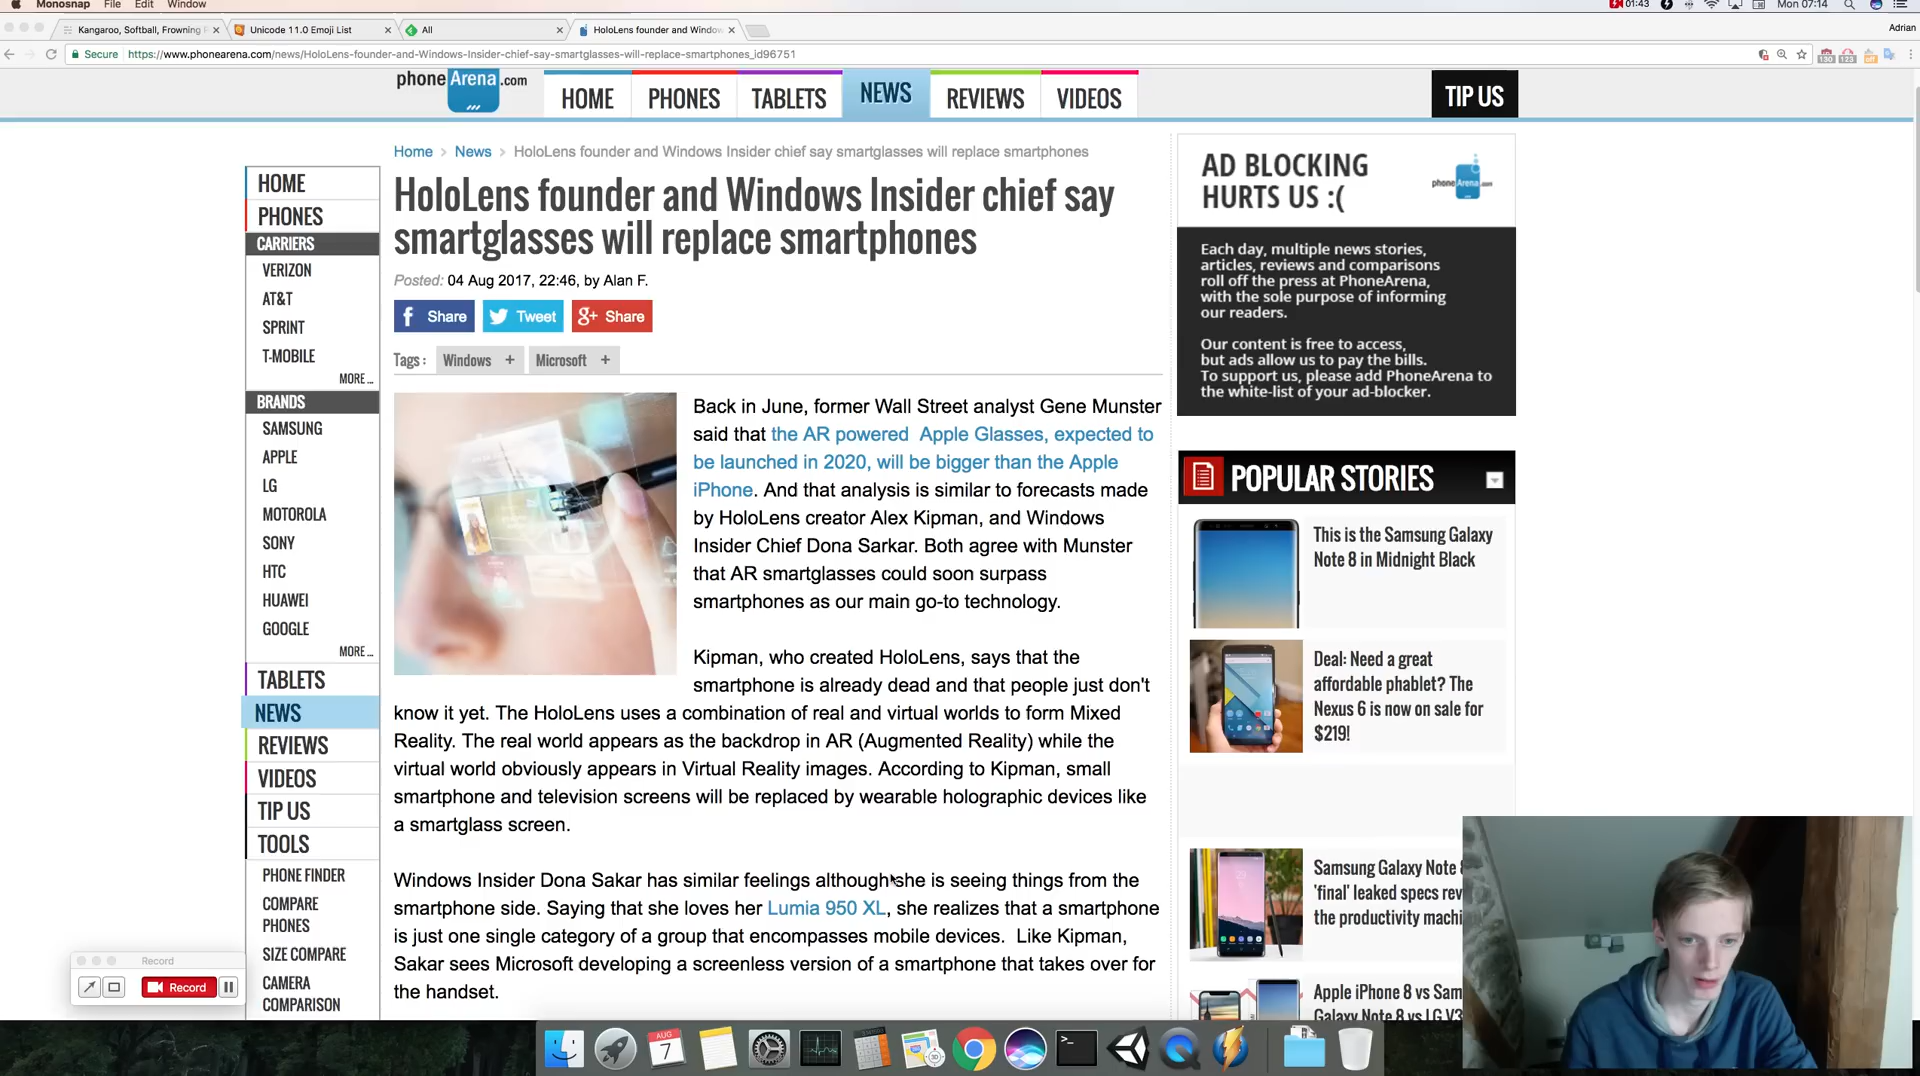 Monosnap File Edit Window
01:43
Mon 07:14
Kangaroo, Softball, Frowning
Unicode 11.0 Emoji List
All
HoloLens founder and Window
Adrian
Secure https://www.phonearena.com/news/HoloLens-founder-and-Windows-Insider-chief-say-smartglasses-will-replace-smartphones_id96751
phoneArena.com
HOME
PHONES
TABLETS
NEWS
REVIEWS
VIDEOS
TIP US
HOME
PHONES
CARRIERS
VERIZON
AT&T
SPRINT
T-MOBILE
MORE ...
BRANDS
SAMSUNG
APPLE
LG
MOTOROLA
SONY
HTC
HUAWEI
GOOGLE
MORE ...
TABLETS
NEWS
REVIEWS
VIDEOS
TIP US
TOOLS
PHONE FINDER
COMPARE
PHONES
SIZE COMPARE
CAMERA
COMPARISON
Home > News > HoloLens founder and Windows Insider chief say smartglasses will replace smartphones
HoloLens founder and Windows Insider chief say
smartglasses will replace smartphones
Posted: 04 Aug 2017, 22:46, by Alan F.
f Share
Tweet
g+ Share
Tags :
Windows +
Microsoft +
Back in June, former Wall Street analyst Gene Munster
said that the AR powered Apple Glasses, expected to
be launched in 2020, will be bigger than the Apple
iPhone. And that analysis is similar to forecasts made
by HoloLens creator Alex Kipman, and Windows
Insider Chief Dona Sarkar. Both agree with Munster
that AR smartglasses could soon surpass
smartphones as our main go-to technology.
Kipman, who created HoloLens, says that the
smartphone is already dead and that people just don't
know it yet. The HoloLens uses a combination of real and virtual worlds to form Mixed
Reality. The real world appears as the backdrop in AR (Augmented Reality) while the
virtual world obviously appears in Virtual Reality images. According to Kipman, small
smartphone and television screens will be replaced by wearable holographic devices like
a smartglass screen.
Windows Insider Dona Sakar has similar feelings although she is seeing things from the
smartphone side. Saying that she loves her Lumia 950 XL, she realizes that a smartphone
is just one single category of a group that encompasses mobile devices. Like Kipman,
Sakar sees Microsoft developing a screenless version of a smartphone that takes over for
the handset.
AD BLOCKING
HURTS US :(
phoneArena.com
Each day, multiple news stories,
articles, reviews and comparisons
roll off the press at PhoneArena,
with the sole purpose of informing
our readers.
Our content is free to access,
but ads allow us to pay the bills.
To support us, please add PhoneArena to
the white-list of your ad-blocker.
POPULAR STORIES
This is the Samsung Galaxy
Note 8 in Midnight Black
Deal: Need a great
affordable phablet? The
Nexus 6 is now on sale for
$219!
Samsung Galaxy Note
'final' leaked specs rev
the productivity machi
Apple iPhone 8 vs Sam
Galaxy Note 8 vs LG V3
Record
Record
AUG
7